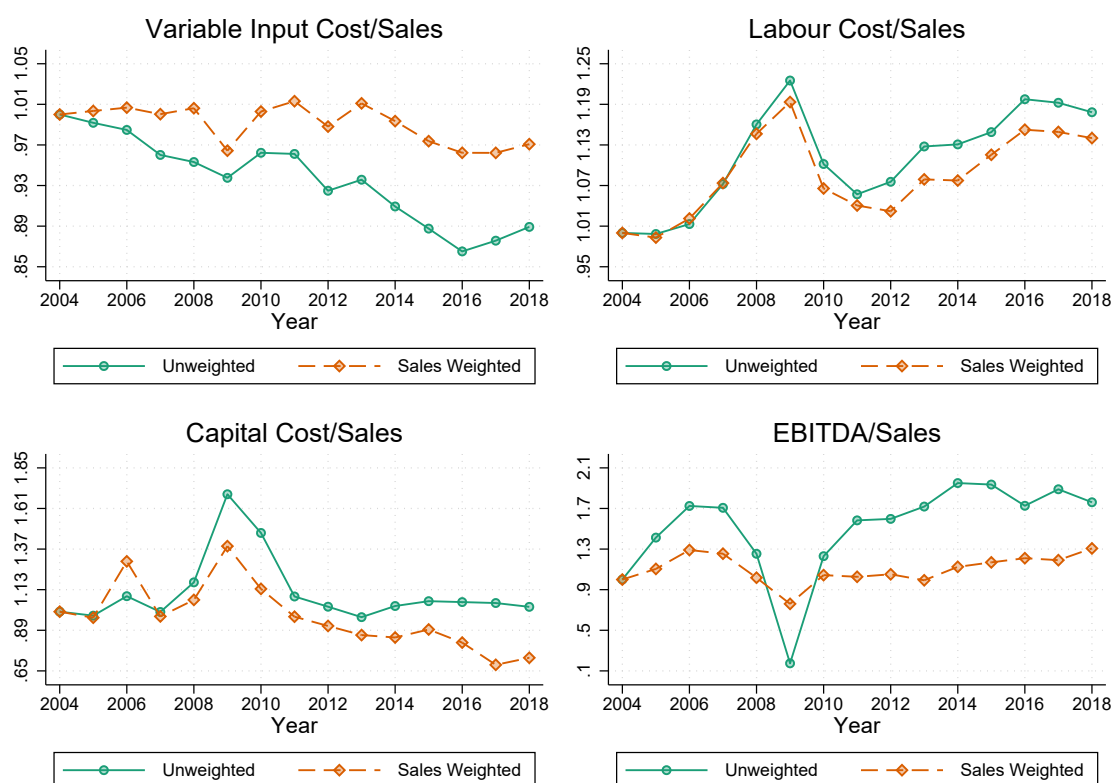 Variable Input Cost/Sales
1.05
1.01
.97
.93
.89
.85
2004 2006 2008 2010 2012 2014 2016 2018
Year
Unweighted Sales Weighted
Labour Cost/Sales
1.25
1.19
1.13
1.07
1.01
.95
2004 2006 2008 2010 2012 2014 2016 2018
Year
Unweighted Sales Weighted
Capital Cost/Sales
1.85
1.61
1.37
1.13
.89
.65
2004 2006 2008 2010 2012 2014 2016 2018
Year
Unweighted Sales Weighted
EBITDA/Sales
2.1
1.7
1.3
.9
.5
.1
2004 2006 2008 2010 2012 2014 2016 2018
Year
Unweighted Sales Weighted